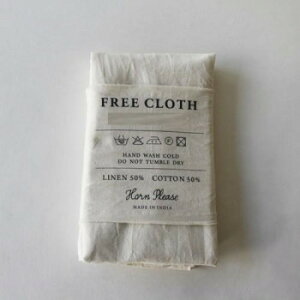 FREE CLOTH
HAND WASH COLD
DO NOT TUMBLE DRY
LINEN 50% COTTON 50%
Horn Please
MADE IN INDIA